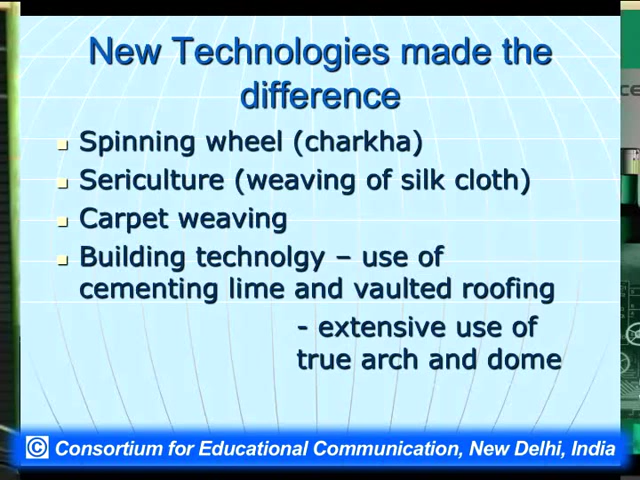 New Technologies made the
difference
Spinning wheel (charkha)
Sericulture (weaving of silk cloth)
Carpet weaving
Building technolgy – use of
cementing lime and vaulted roofing
- extensive use of
true arch and dome
© Consortium for Educational Communication, New Delhi, India